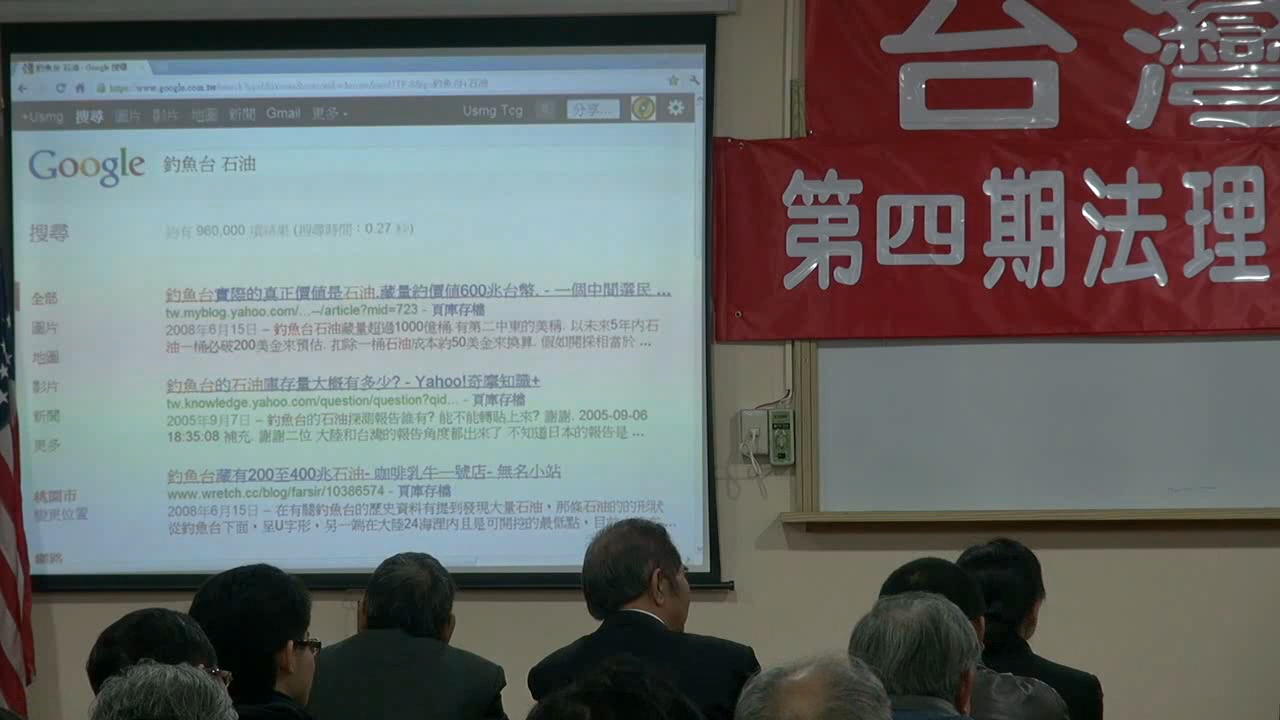 釣魚台 石油 - Google 搜尋
https://www.google.com.tw
+Usmg 搜尋 圖片 影片 地圖 新聞 Gmail 更多
Usmg Tcg
分享...
Google
釣魚台 石油
搜尋
約有 960,000 項結果 (搜尋時間：0.27 秒)
全部
圖片
地圖
影片
新聞
更多
桃園市
變更位置
網路
釣魚台實際的真正價值是石油.藏量約價值600兆台幣. - 一個中間選民 ...
tw.myblog.yahoo.com/...--/article?mid=723 - 頁庫存檔
2008年6月15日 – 釣魚台石油藏量超過1000億桶.有第二中東的美稱. 以未來5年內石
油一桶必破200美金來預估. 扣除一桶石油成本約50美金來換算. 假如開採相當於 ...
釣魚台的石油庫存量大概有多少? - Yahoo!奇摩知識+
tw.knowledge.yahoo.com/question/question?qid... - 頁庫存檔
2005年9月7日 – 釣魚台的石油探測報告誰有? 能不能轉貼上來? 謝謝. 2005-09-06
18:35:08 補充. 謝謝二位 大陸和台灣的報告角度都出來了 不知道日本的報告是 ...
釣魚台藏有200至400兆石油- 咖啡乳牛一號店- 無名小站
www.wretch.cc/blog/farsir/10386574 - 頁庫存檔
2008年6月15日 – 在有關釣魚台的歷史資料有提到發現大量石油，那條石油的的形狀
從釣魚台下面，呈U字形，另一端在大陸24海浬內且是可開挖的最低點，目前
台灣
第四期法理